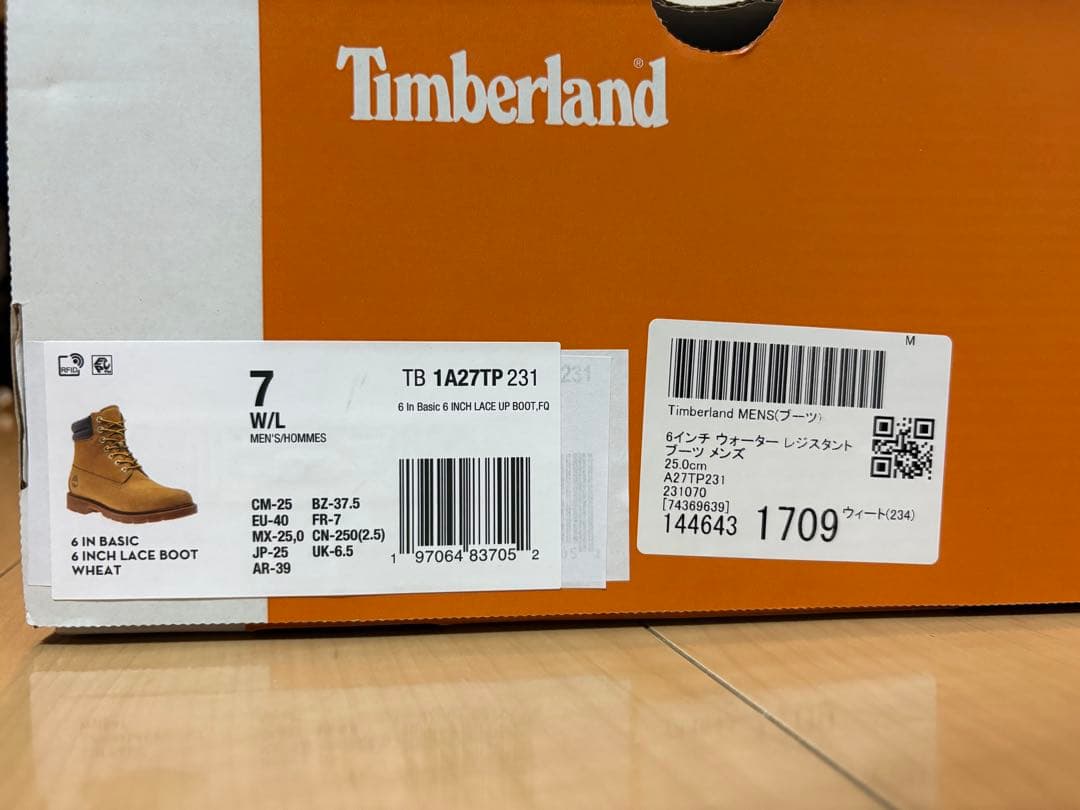 Timberland®
RFID
7
W/L
MEN'S/HOMMES
TB 1A27TP 231
6 In Basic 6 INCH LACE UP BOOT,FQ
CM-25 BZ-37.5
EU-40 FR-7
MX-25,0 CN-250(2.5)
JP-25 UK-6.5
AR-39
1 97064 83705 2
6 IN BASIC
6 INCH LACE BOOT
WHEAT
231
M
Timberland MENS(ブーツ)
6インチ ウォーター レジスタント
ブーツ メンズ
25.0cm
A27TP231
231070
[74369639]
144643 1709 ウィート(234)